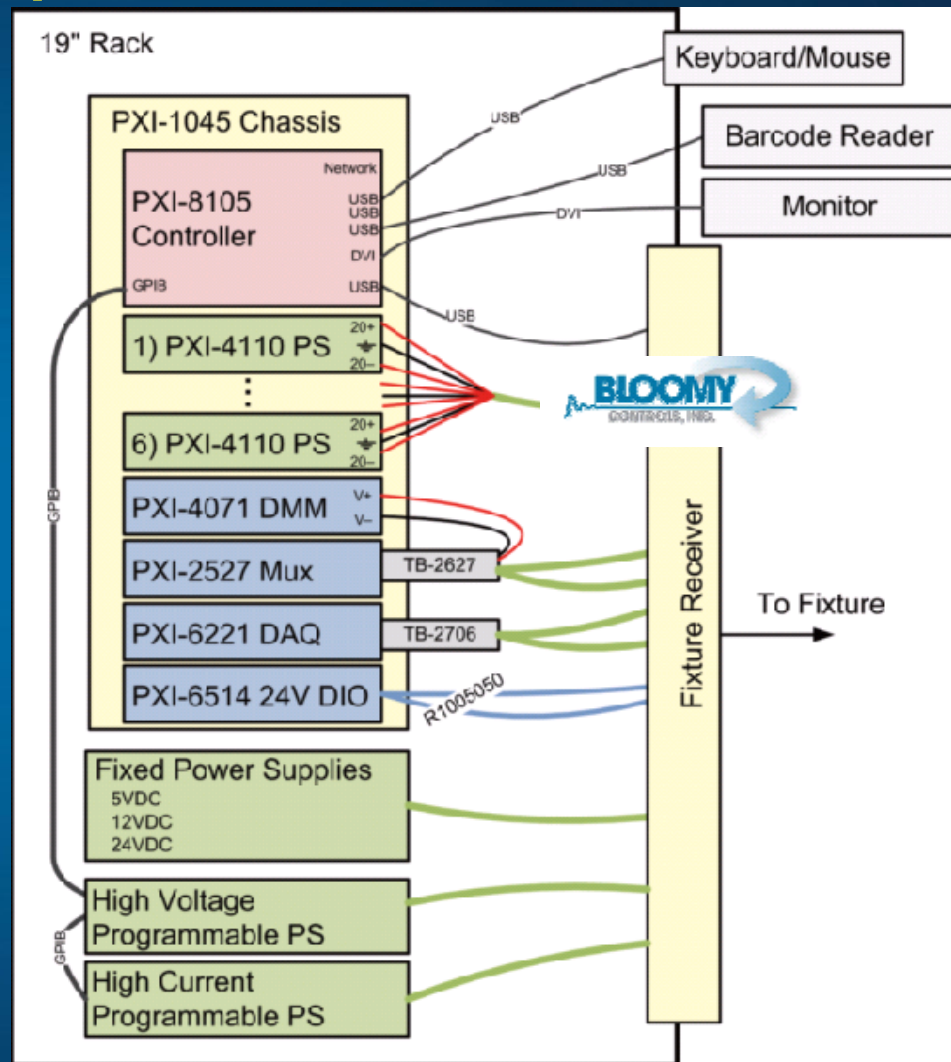 19" Rack
Keyboard/Mouse
USB
PXI-1045 Chassis
Barcode Reader
Network
PXI-8105
Controller
USB
USB
USB
USB
DVI
Monitor
DVI
GPIB
USB
USB
1) PXI-4110 PS
20+
20-
⋮
BLOOMY
CONTROLS, INC.
6) PXI-4110 PS
20+
20-
GPIB
PXI-4071 DMM
V+
V-
PXI-2527 Mux
TB-2627
Fixture Receiver
To Fixture
PXI-6221 DAQ
TB-2706
PXI-6514 24V DIO
R1005050
Fixed Power Supplies
5VDC
12VDC
24VDC
High Voltage
Programmable PS
GPIB
High Current
Programmable PS